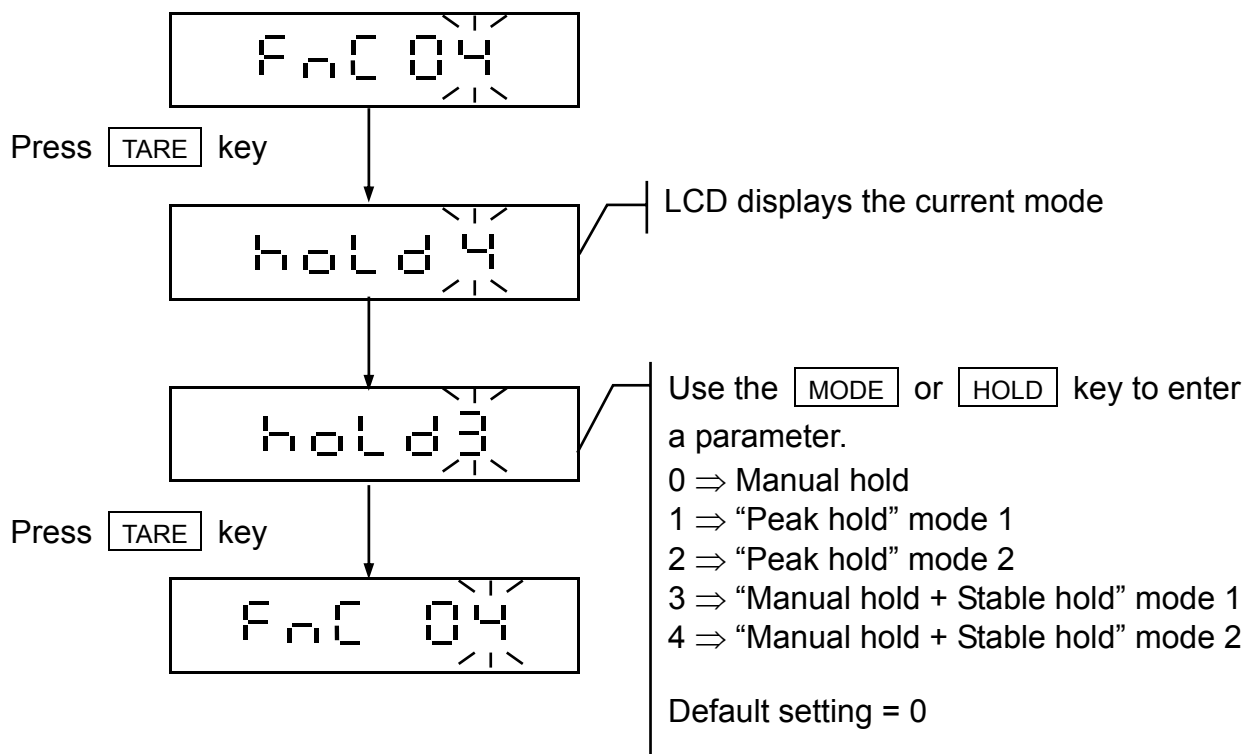 FnC 04
Press TARE key
LCD displays the current mode
hoLd 4
hoLd 3
Use the MODE or HOLD key to enter
a parameter.
0 ⇒ Manual hold
1 ⇒ “Peak hold” mode 1
2 ⇒ “Peak hold” mode 2
3 ⇒ “Manual hold + Stable hold” mode 1
4 ⇒ “Manual hold + Stable hold” mode 2
Default setting = 0
Press TARE key
FnC 04